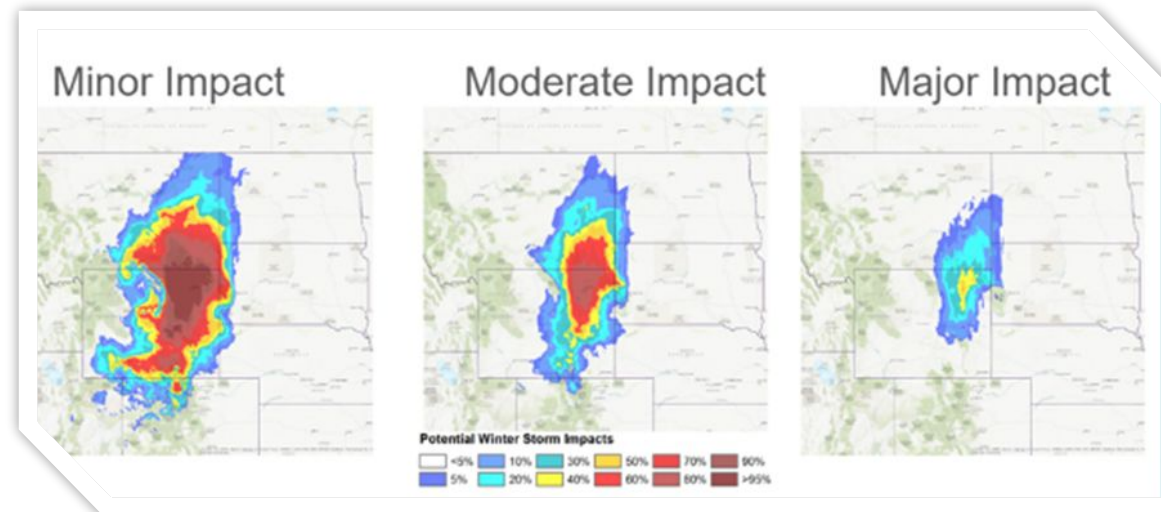 Minor Impact
Moderate Impact
Major Impact
Potential Winter Storm Impacts
<5% 10% 30% 50% 70% 90%
5% 20% 40% 60% 80% >95%